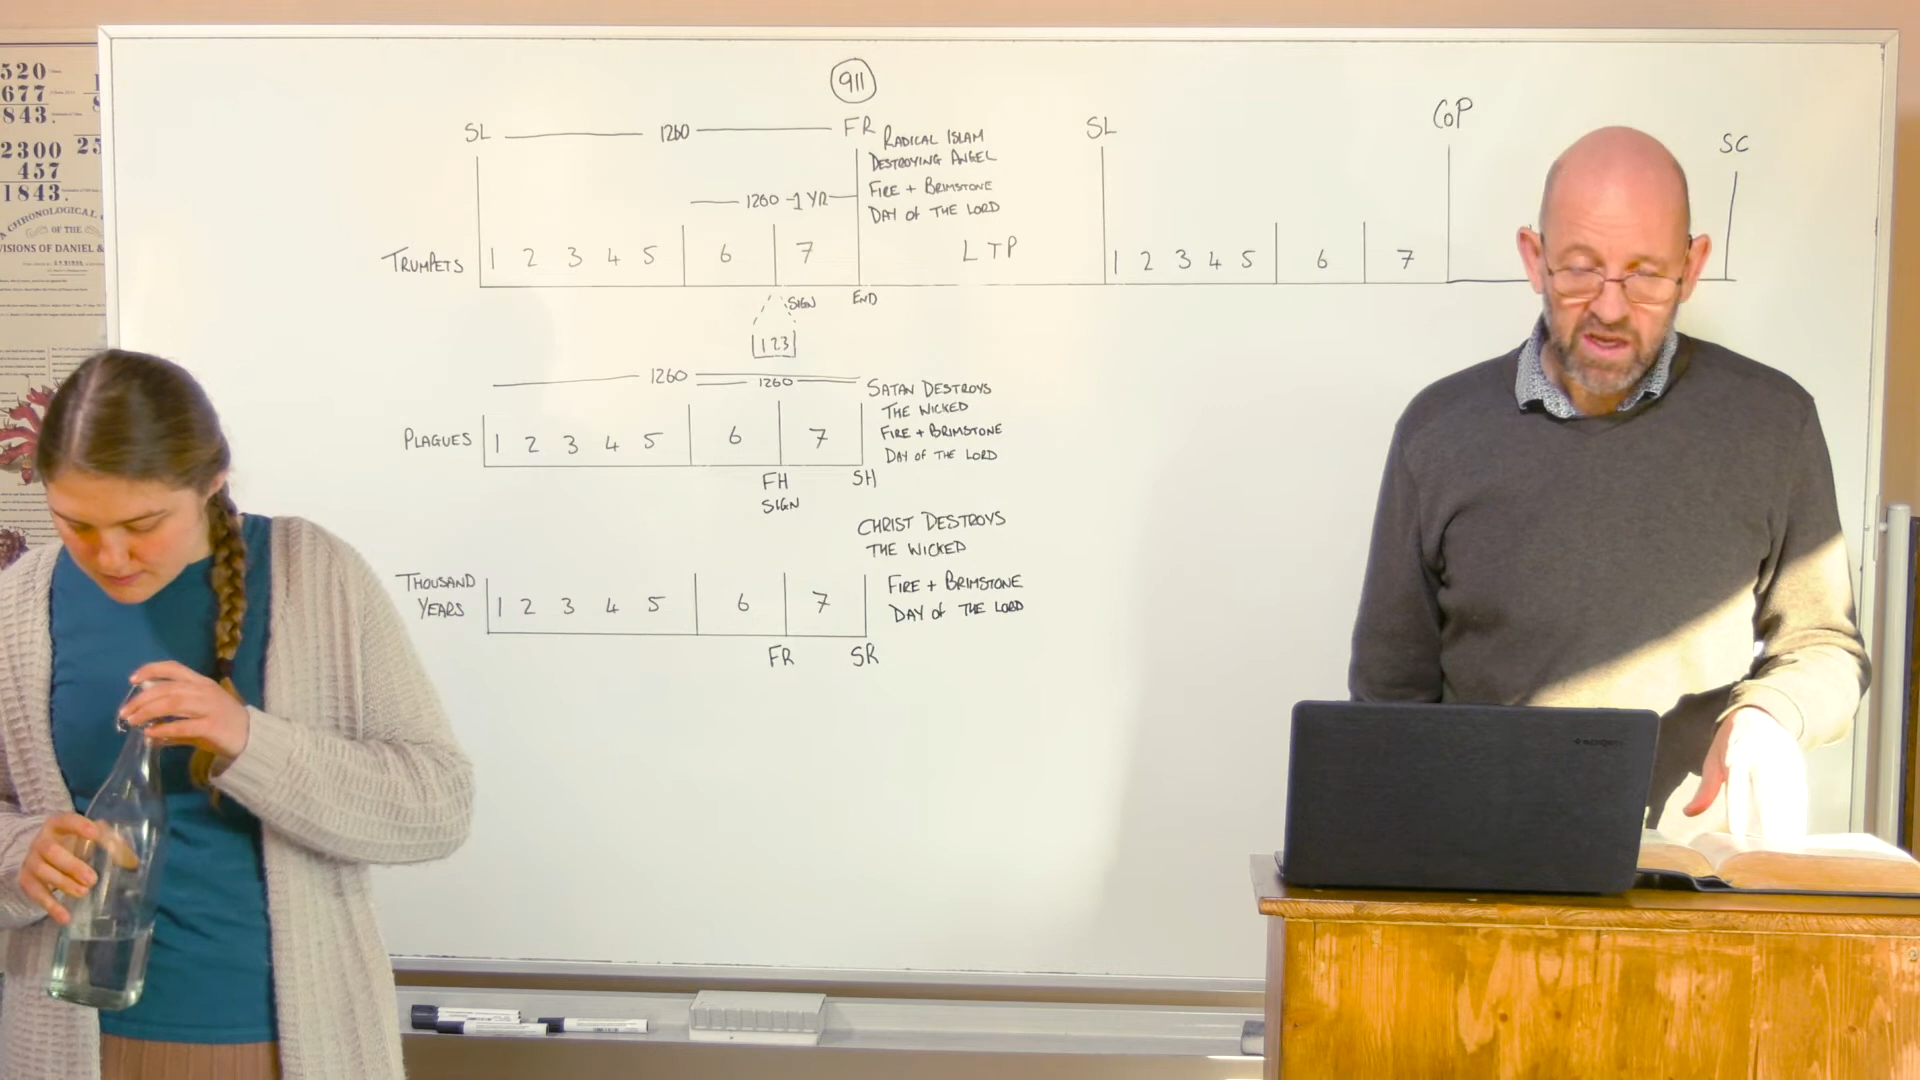 520
677
843.
2300
457
1843.
25
A CHRONOLOGICAL
OF THE
VISIONS OF DANIEL &
911
SL 1260 FR
RADICAL ISLAM
DESTROYING ANGEL
FIRE + BRIMSTONE
DAY OF THE LORD
1260 -1 YR
TRUMPETS 1 2 3 4 5 6 7
LTP
SIGN END
123
SL COP SC
1 2 3 4 5 6 7
1260 1260
SATAN DESTROYS
THE WICKED
FIRE + BRIMSTONE
DAY OF THE LORD
PLAGUES 1 2 3 4 5 6 7
FH SH
SIGN
CHRIST DESTROYS
THE WICKED
FIRE + BRIMSTONE
DAY OF THE LORD
THOUSAND
YEARS 1 2 3 4 5 6 7
FR SR